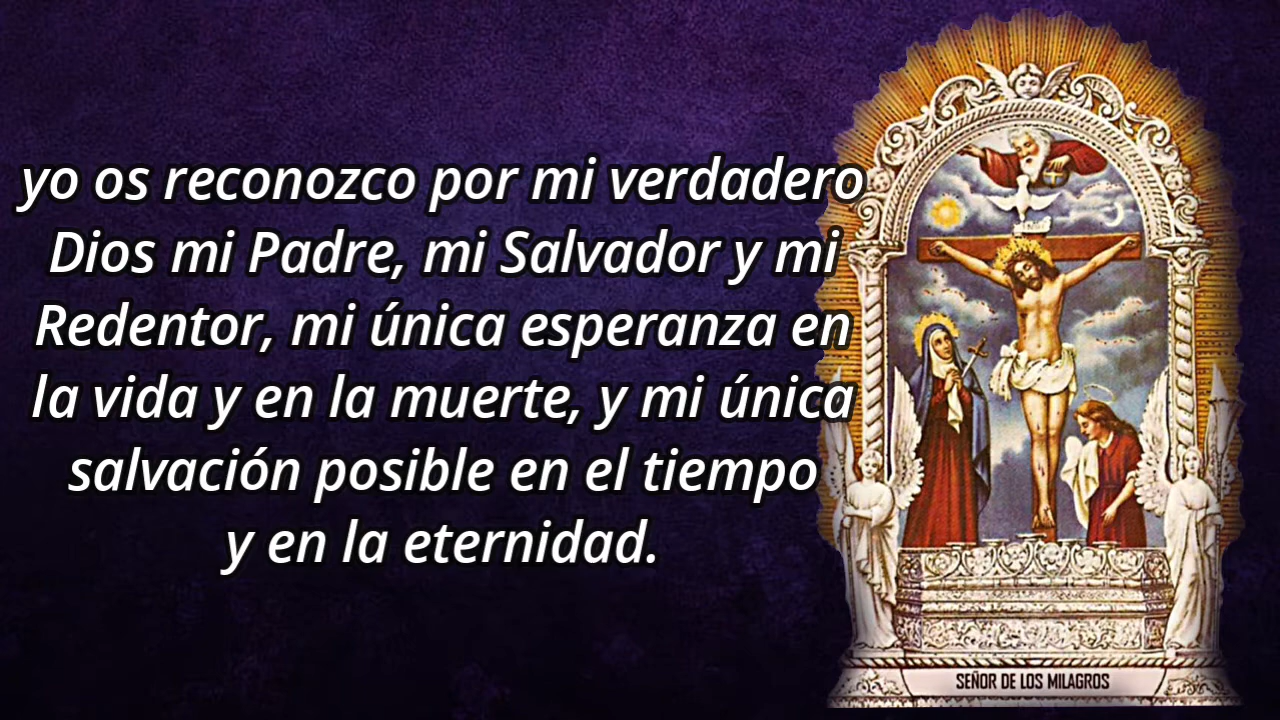 yo os reconozco por mi verdadero
Dios mi Padre, mi Salvador y mi
Redentor, mi única esperanza en
la vida y en la muerte, y mi única
salvación posible en el tiempo
y en la eternidad.
SEÑOR DE LOS MILAGROS